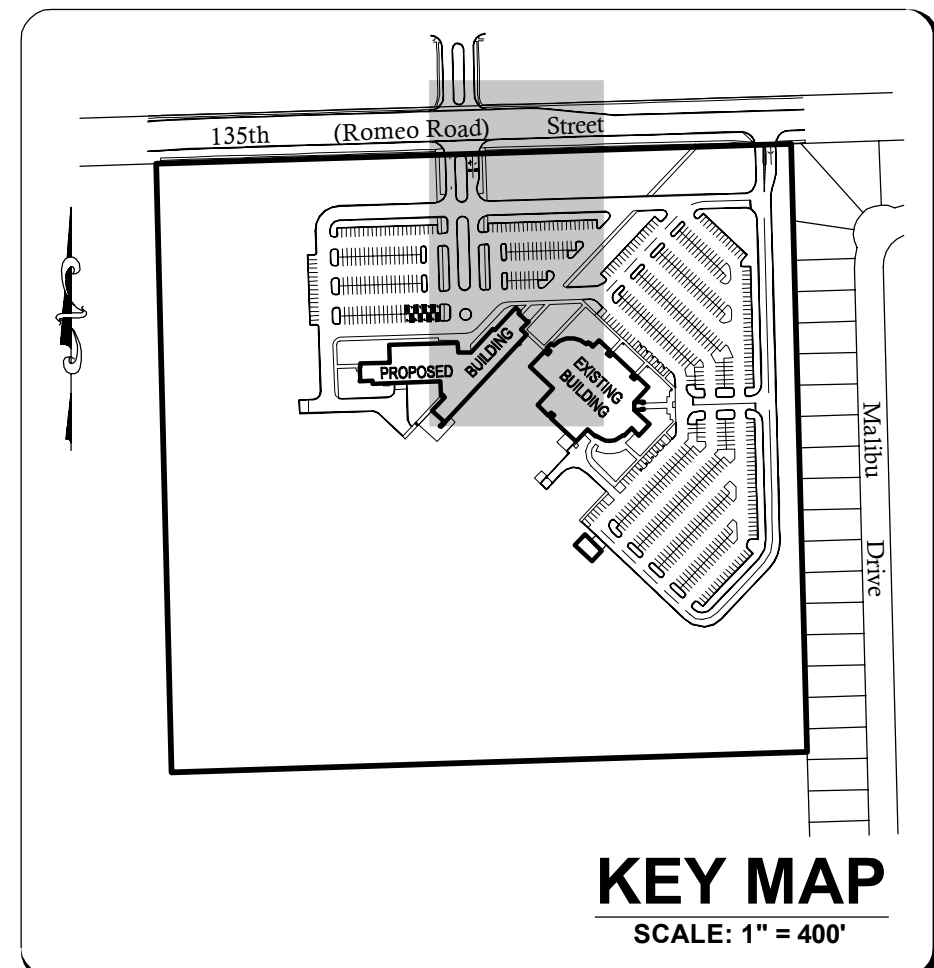 135th (Romeo Road) Street
PROPOSED BUILDING
EXISTING
BUILDING
Malibu Drive
KEY MAP
SCALE: 1" = 400'